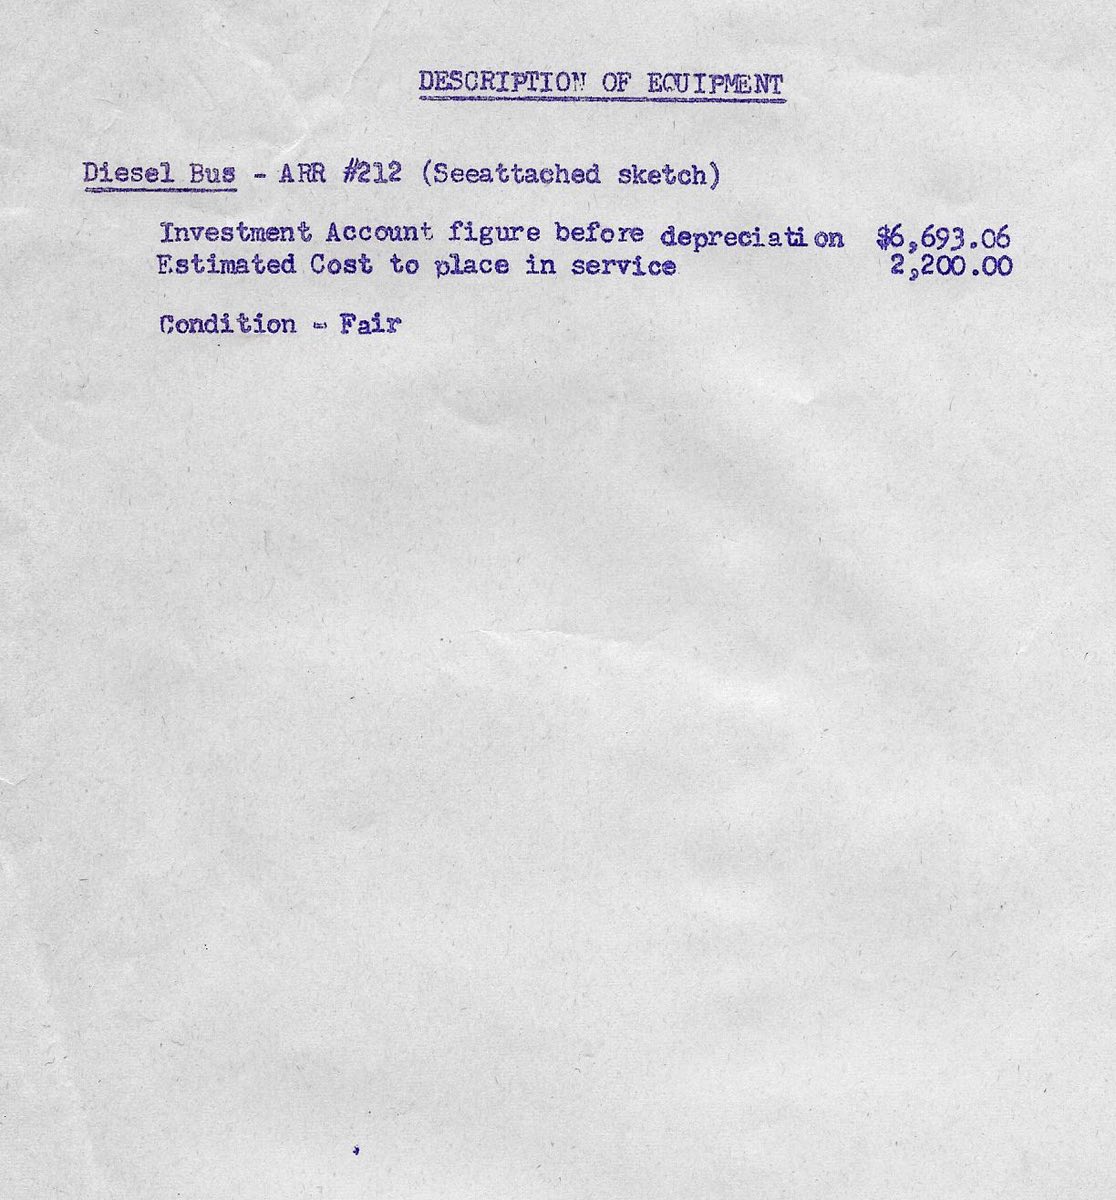 DESCRIPTION OF EQUIPMENT
Diesel Bus - ARR #212 (Seeattached sketch)
Investment Account figure before depreciation $6,693.06
Estimated Cost to place in service 2,200.00
Condition - Fair